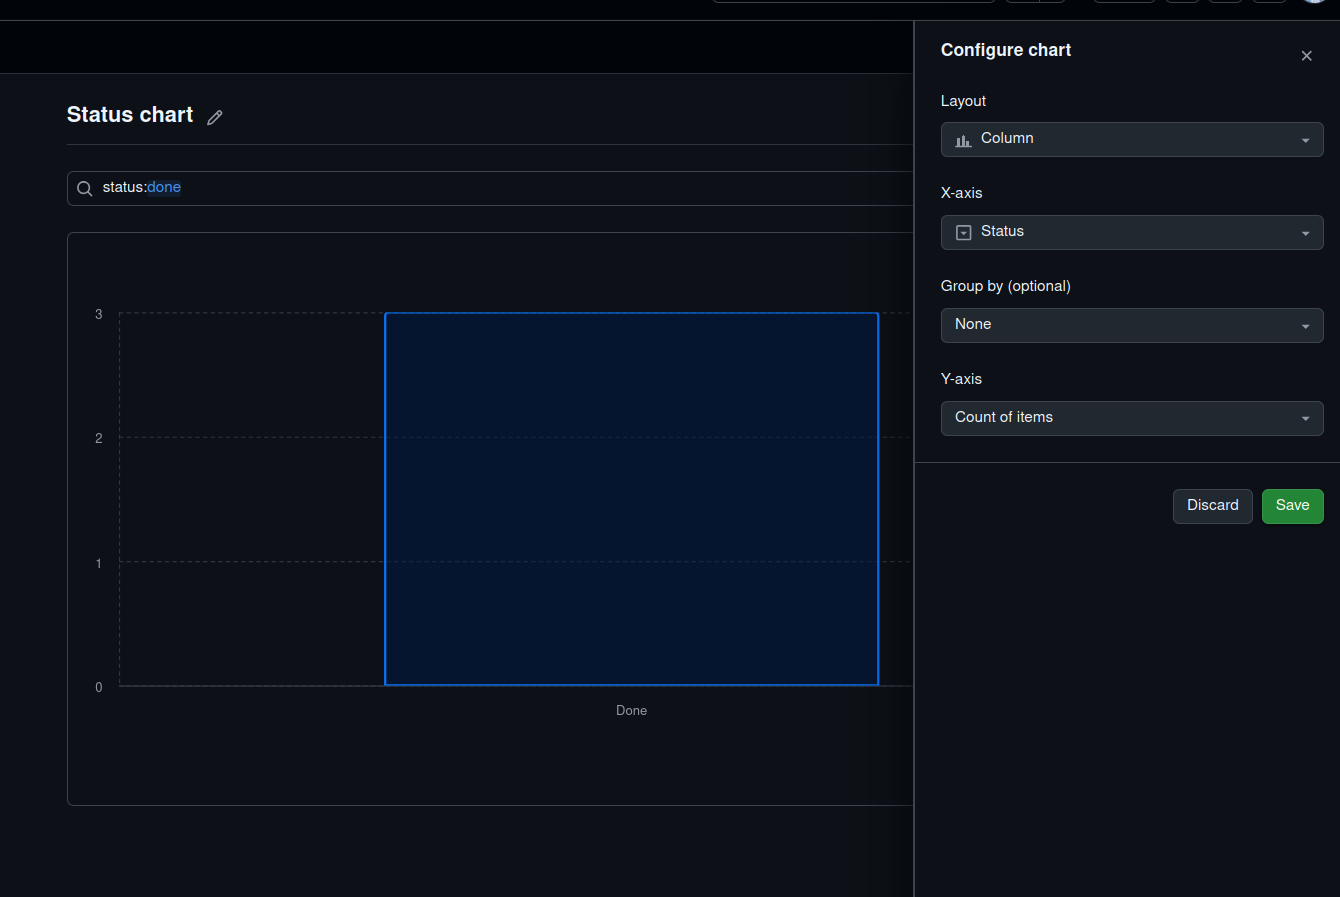 Status chart
status:done
3
2
1
0
Done
Configure chart
Layout
Column
X-axis
Status
Group by (optional)
None
Y-axis
Count of items
Discard
Save